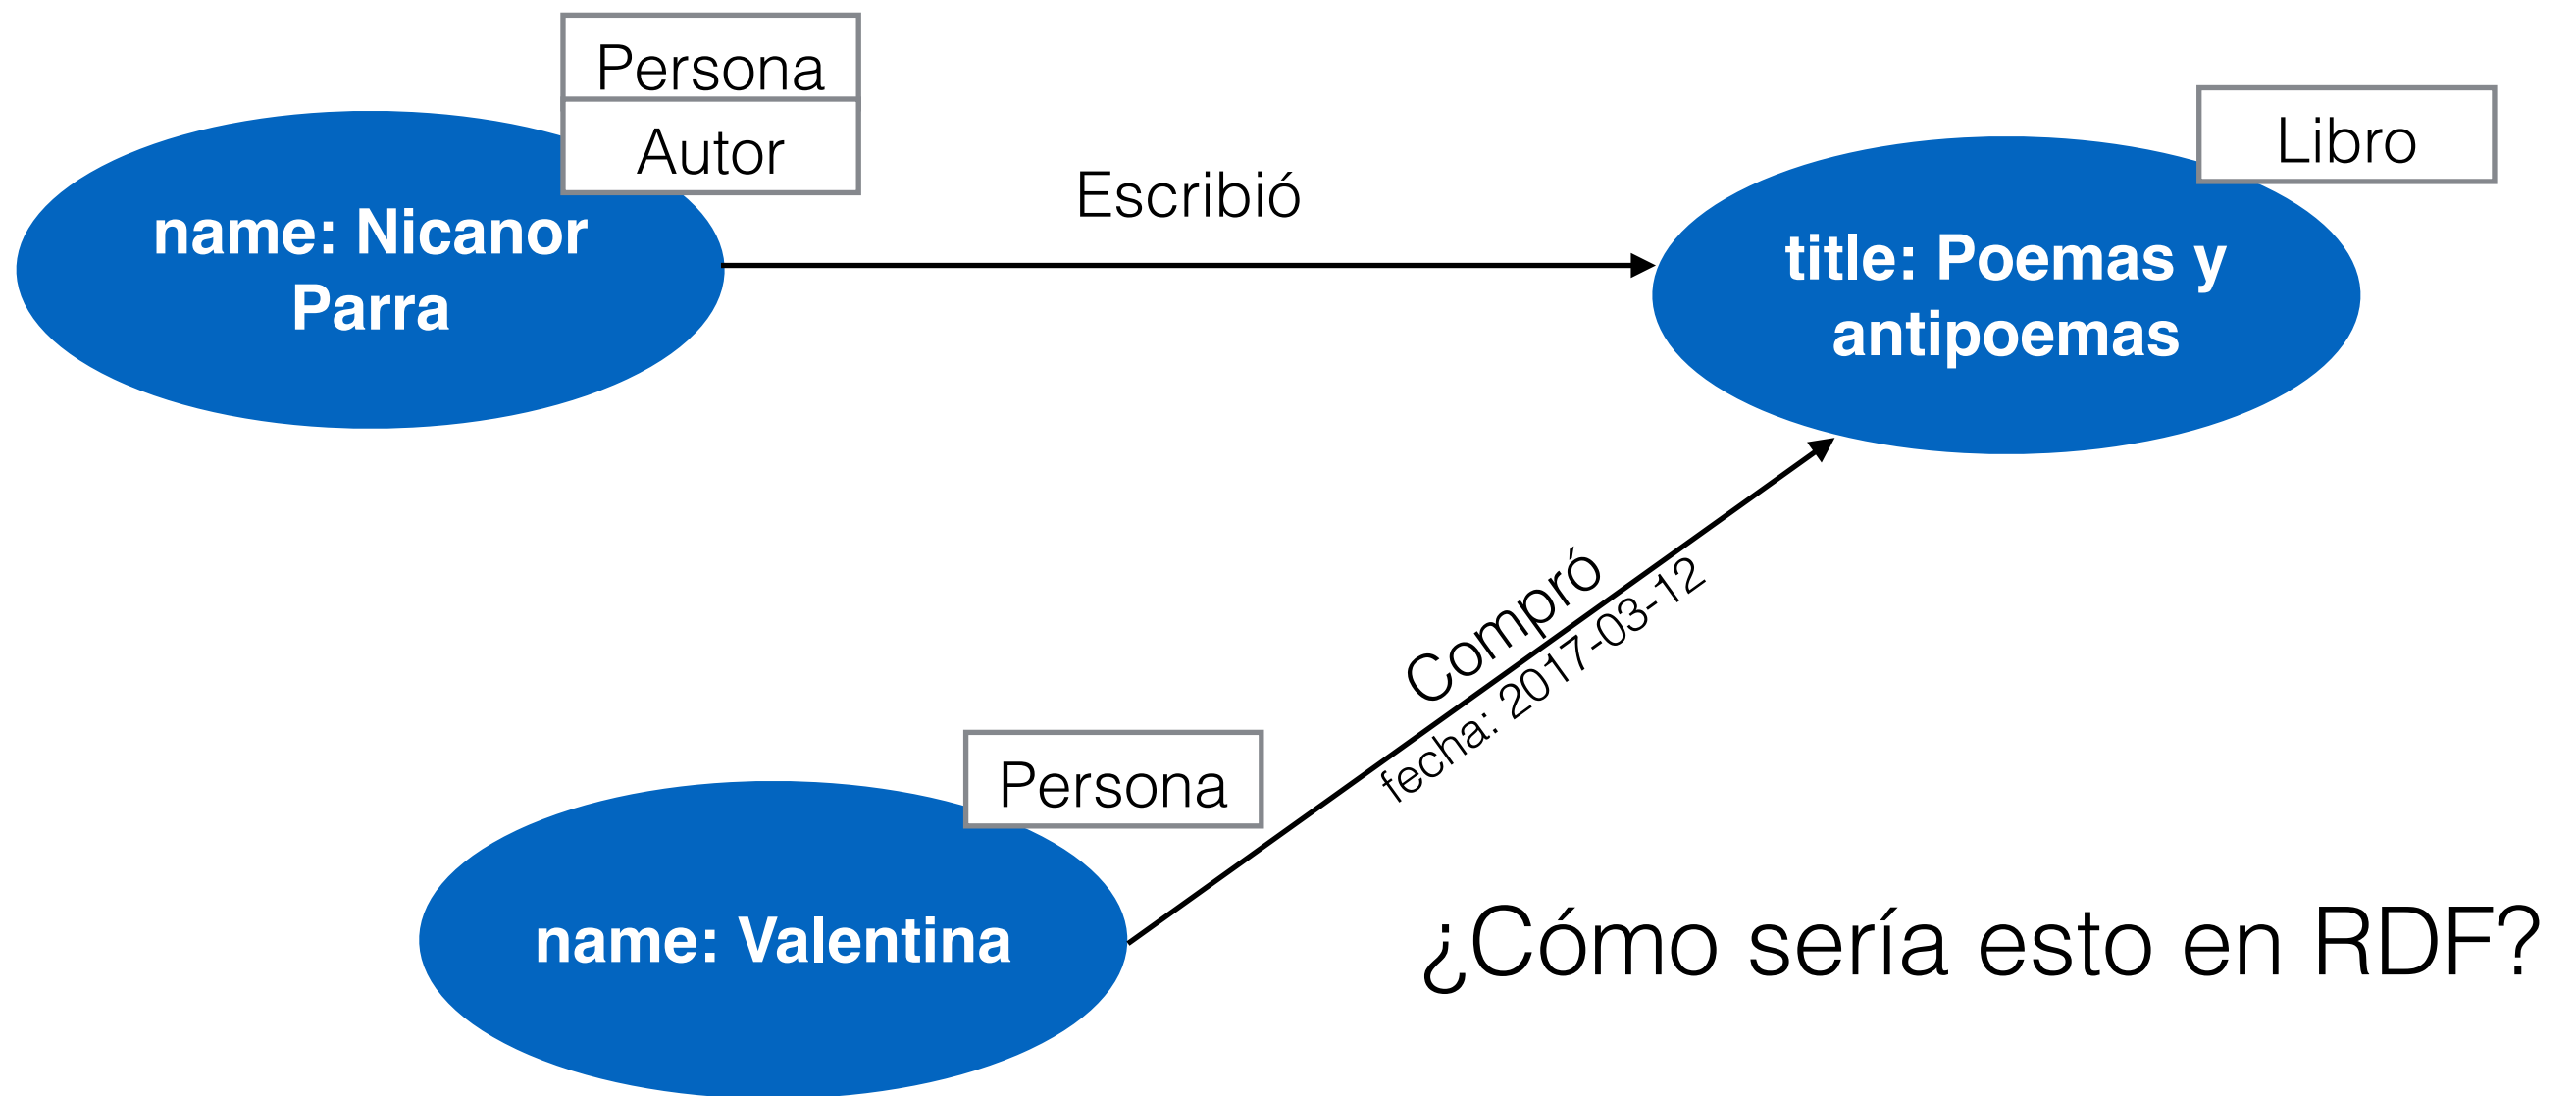 Persona
Autor
name: Nicanor
Parra
Escribió
Libro
title: Poemas y
antipoemas
Compró
fecha: 2017-03-12
Persona
name: Valentina
¿Cómo sería esto en RDF?